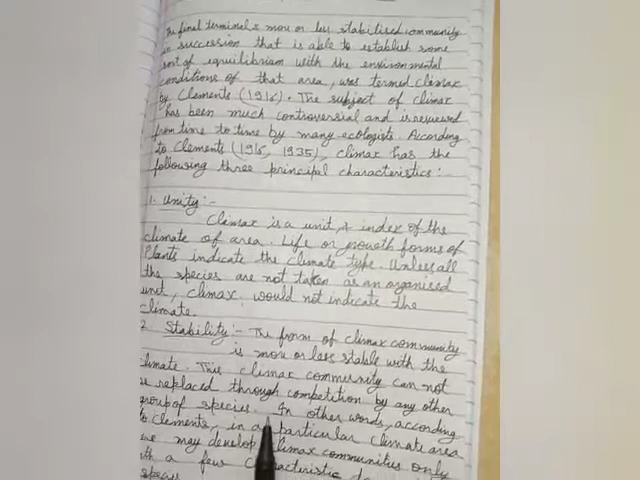 The final terminal & more or less stabilised community
in succession that is able to establish some
sort of equilibrium with the environmental
conditions of that area, was termed climax
by Clements (1916). The subject of climax
has been much controversial and is reviewed
from time to time by many ecologists. According
to Clements (1916, 1935), climax has the
following three principal characteristics:-
1. Unity:-
Climax is a unit, & index of the
climate of area. Life or growth forms of
Plants indicate the climate type. Unless all
the species are not taken as an organised
unit, climax would not indicate the
climate.
2. Stability:- The form of climax community
is more or less stable with the
climate. This climax community can not
be replaced through competition by any other
group of species. In other words, according
to Clements, in a particular climate area
we may develop climax communities only
with a few characteristic
species